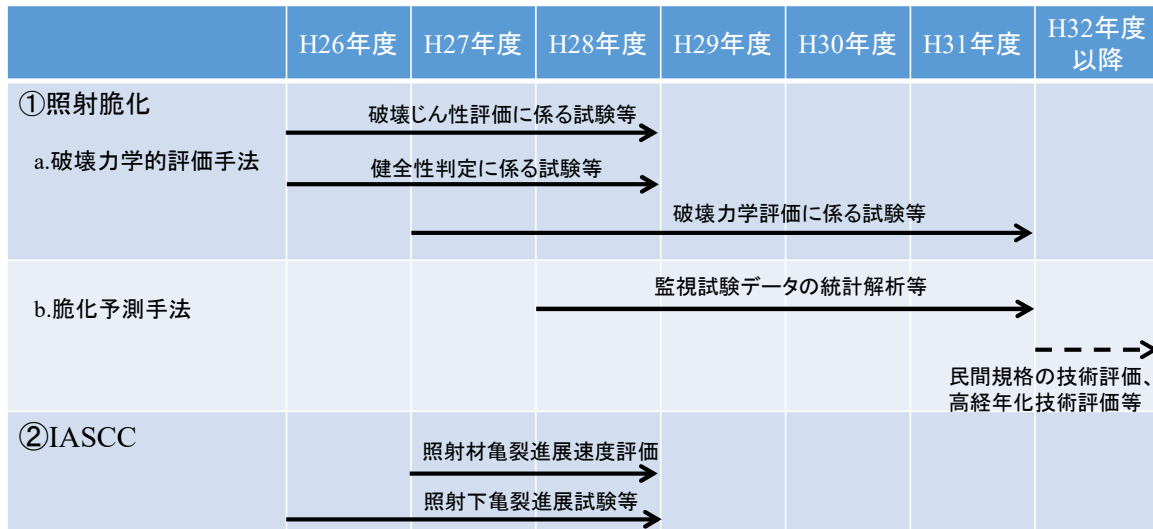 H26年度 H27年度 H28年度 H29年度 H30年度 H31年度 H32年度
以降
①照射脆化
破壊じん性評価に係る試験等
a.破壊力学的評価手法
健全性判定に係る試験等
破壊力学評価に係る試験等
監視試験データの統計解析等
b.脆化予測手法
民間規格の技術評価、
高経年化技術評価等
②IASCC
照射材亀裂進展速度評価
照射下亀裂進展試験等